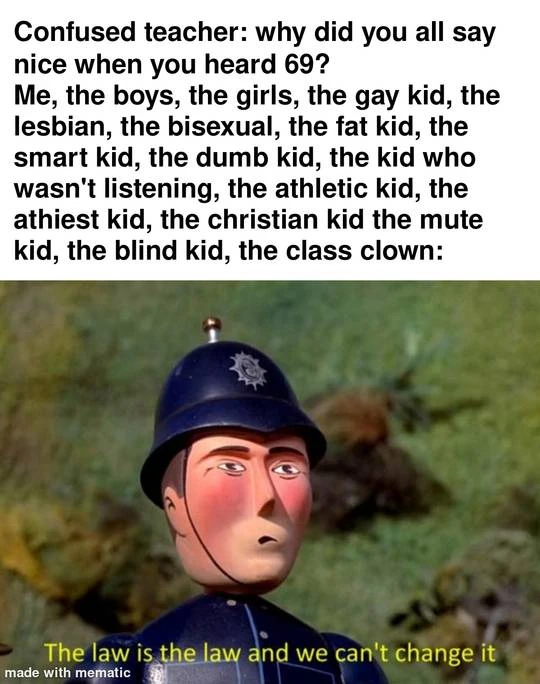 Confused teacher: why did you all say
nice when you heard 69?
Me, the boys, the girls, the gay kid, the
lesbian, the bisexual, the fat kid, the
smart kid, the dumb kid, the kid who
wasn't listening, the athletic kid, the
athiest kid, the christian kid the mute
kid, the blind kid, the class clown:
The law is the law and we can't change it
made with mematic